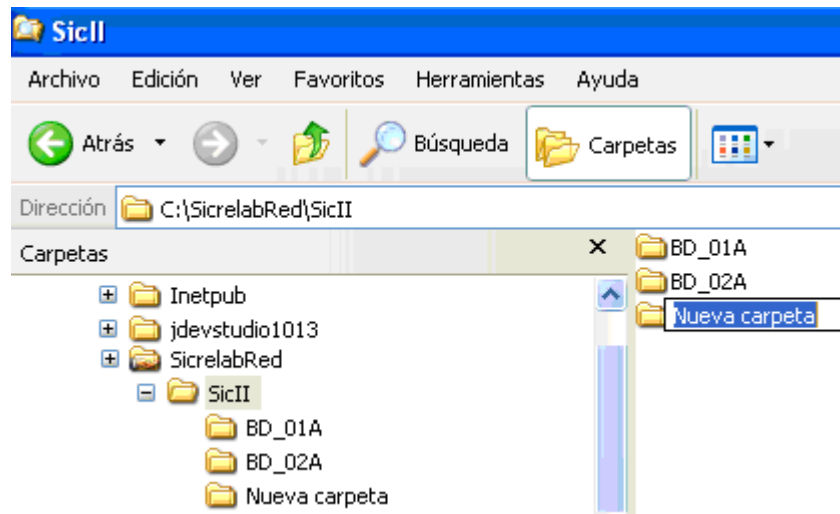 SicII
Archivo Edición Ver Favoritos Herramientas Ayuda
Atrás Búsqueda Carpetas
Dirección C:\SicrelabRed\SicII
Carpetas
Inetpub
jdevstudio1013
SicrelabRed
SicII
BD_01A
BD_02A
Nueva carpeta
BD_01A
BD_02A
Nueva carpeta